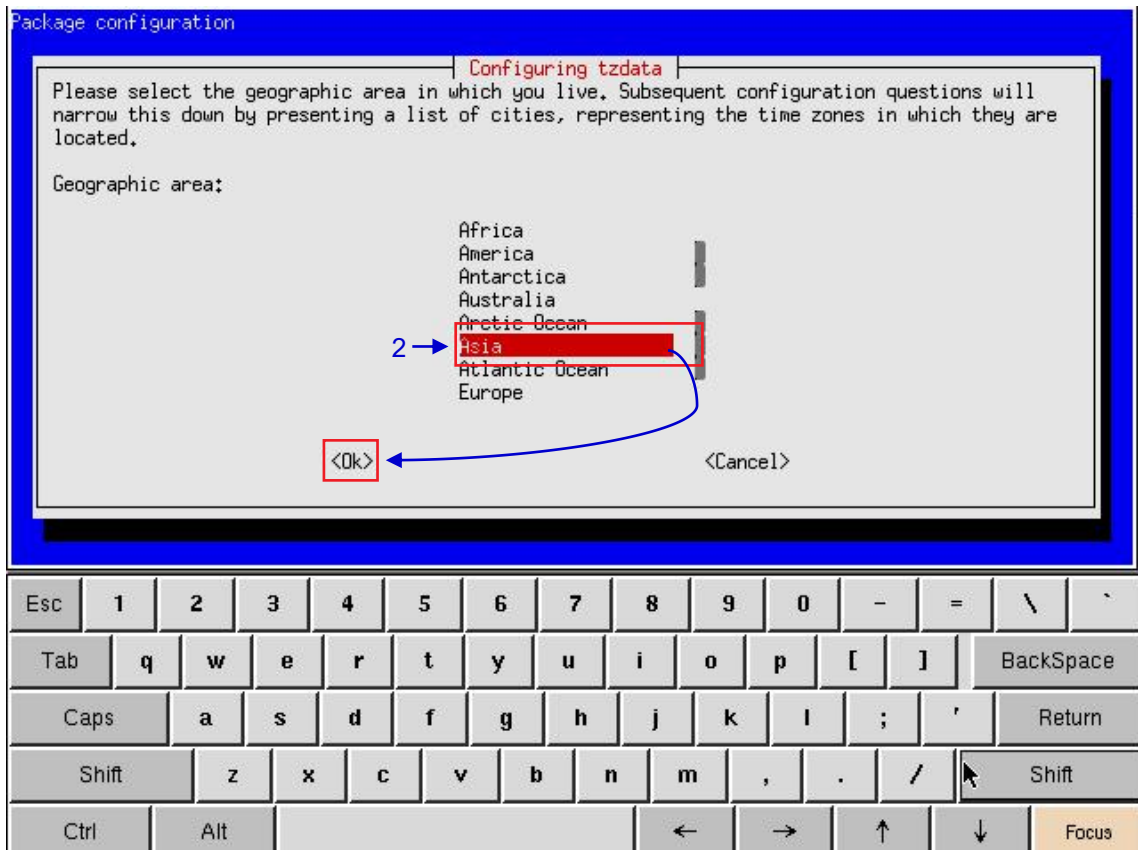 Package configuration
Configuring tzdata
Please select the geographic area in which you live. Subsequent configuration questions will
narrow this down by presenting a list of cities, representing the time zones in which they are
located.
Geographic area:
Africa
America
Antarctica
Australia
Arctic Ocean
2 Asia
Atlantic Ocean
Europe
<Ok> <Cancel>
Esc 1 2 3 4 5 6 7 8 9 0 - = \ `
Tab q w e r t y u i o p [ ] BackSpace
Caps a s d f g h j k l ; ' Return
Shift z x c v b n m , . / Shift
Ctrl Alt ← → ↑ ↓ Focus